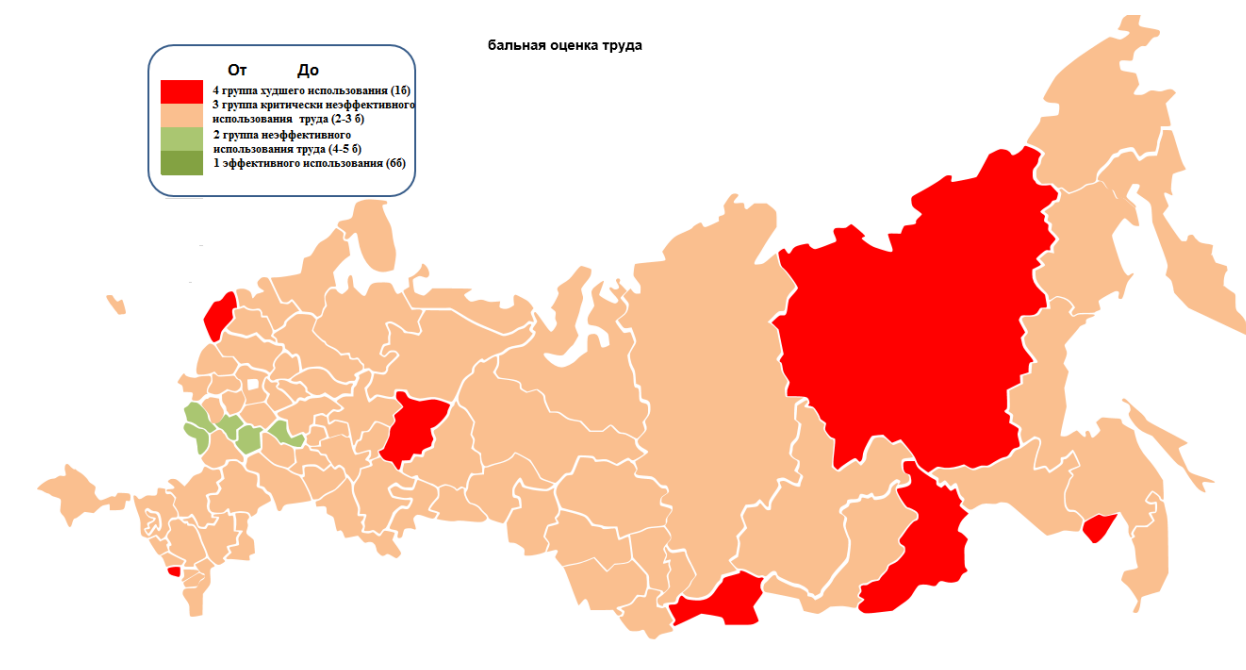 бальная оценка труда
От До
4 группа худшего использования (1б)
3 группа критически неэффективного
использования труда (2-3 б)
2 группа неэффективного
использования труда (4-5 б)
1 эффективного использования (6б)